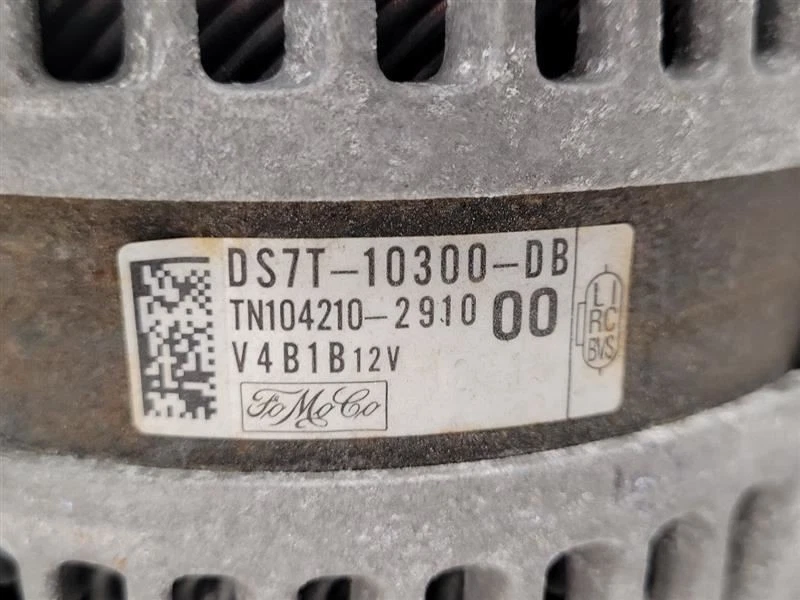 DS7T-10300-DB
TN104210-2910 00
V4B1B12V
FoMoCo
LI
RC
BVS